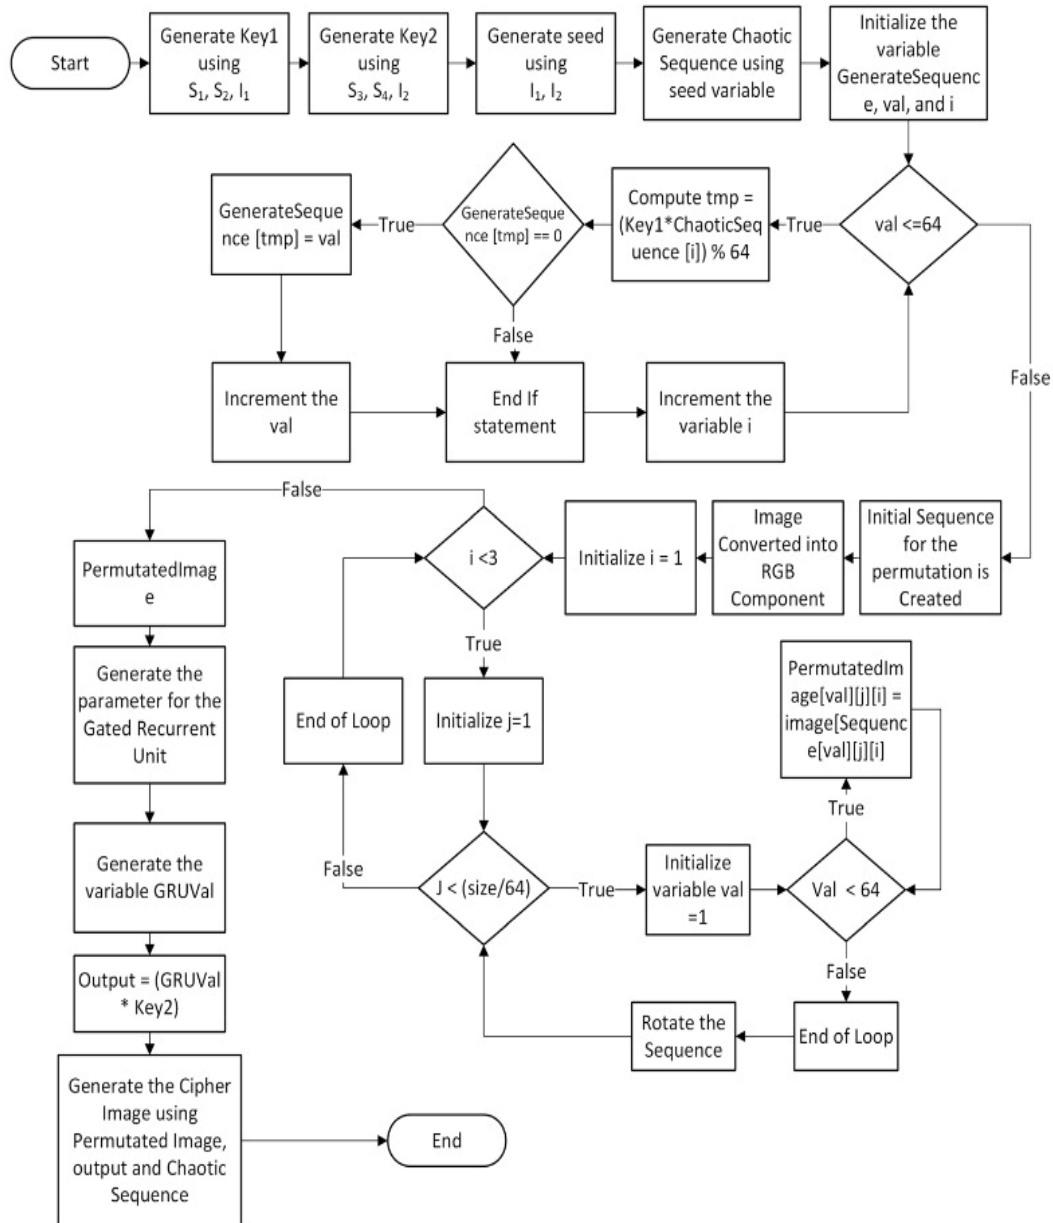 Start
Generate Key1
using
S₁, S₂, I₁
Generate Key2
using
S₃, S₄, I₂
Generate seed
using
I₁, I₂
Generate Chaotic
Sequence using
seed variable
Initialize the
variable
GenerateSequenc
e, val, and i
val <=64
True
Compute tmp =
(Key1*ChaoticSeq
uence [i]) % 64
GenerateSeque
nce [tmp] == 0
True
GenerateSeque
nce [tmp] = val
False
False
Increment the
val
End If
statement
Increment the
variable i
Initial Sequence
for the
permutation is
Created
Image
Converted into
RGB
Component
Initialize i = 1
i <3
False
True
PermutatedImag
e
Generate the
parameter for the
Gated Recurrent
Unit
Generate the
variable GRUVal
Output = (GRUVal
* Key2)
Generate the Cipher
Image using
Permutated Image,
output and Chaotic
Sequence
End
End of Loop
Initialize j=1
J < (size/64)
False
True
Initialize
variable val
=1
Val < 64
True
PermutatedIm
age[val][j][i] =
image[Sequenc
e[val][j][i]
False
End of Loop
Rotate the
Sequence